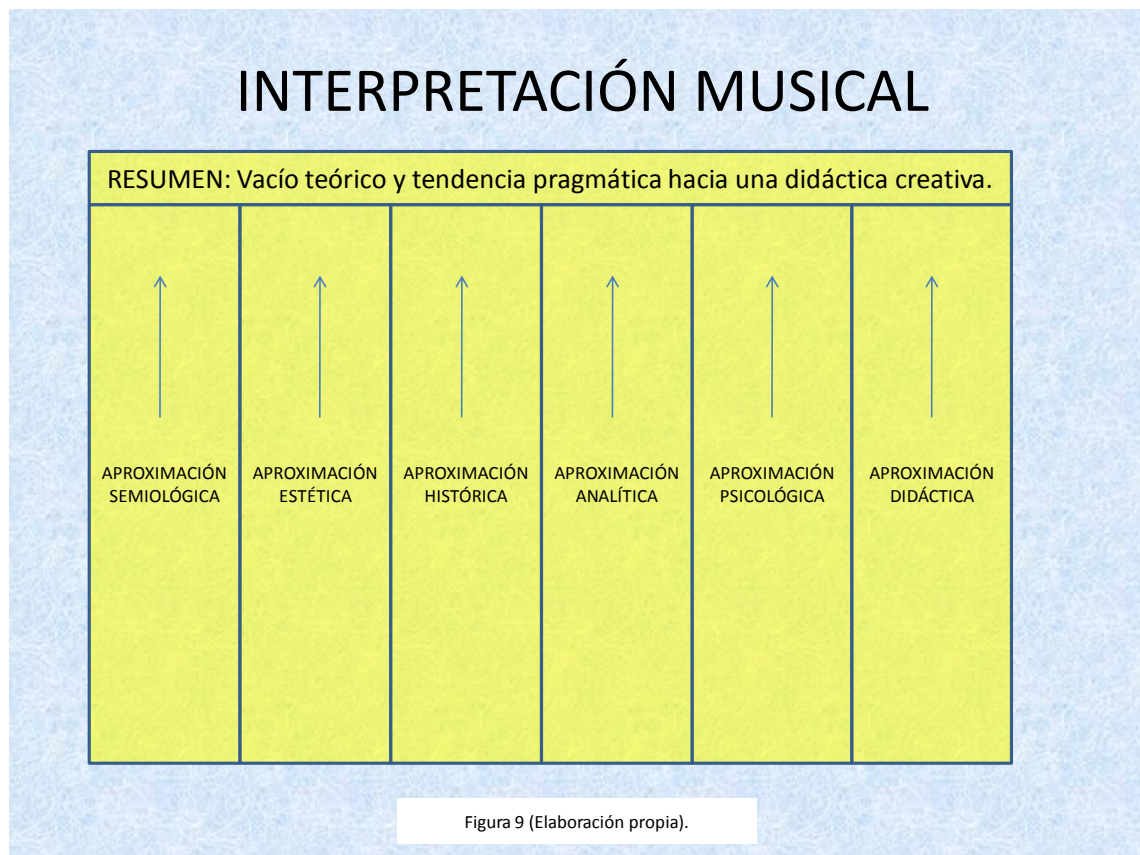 INTERPRETACIÓN MUSICAL
RESUMEN: Vacío teórico y tendencia pragmática hacia una didáctica creativa.
APROXIMACIÓN
SEMIOLÓGICA
APROXIMACIÓN
ESTÉTICA
APROXIMACIÓN
HISTÓRICA
APROXIMACIÓN
ANALÍTICA
APROXIMACIÓN
PSICOLÓGICA
APROXIMACIÓN
DIDÁCTICA
Figura 9 (Elaboración propia).